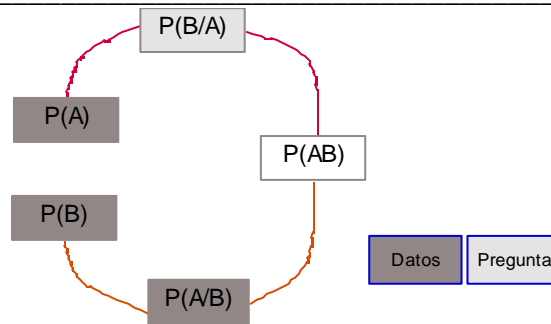 P(B/A)
P(A)
P(AB)
P(B)
P(A/B)
Datos
Pregunta